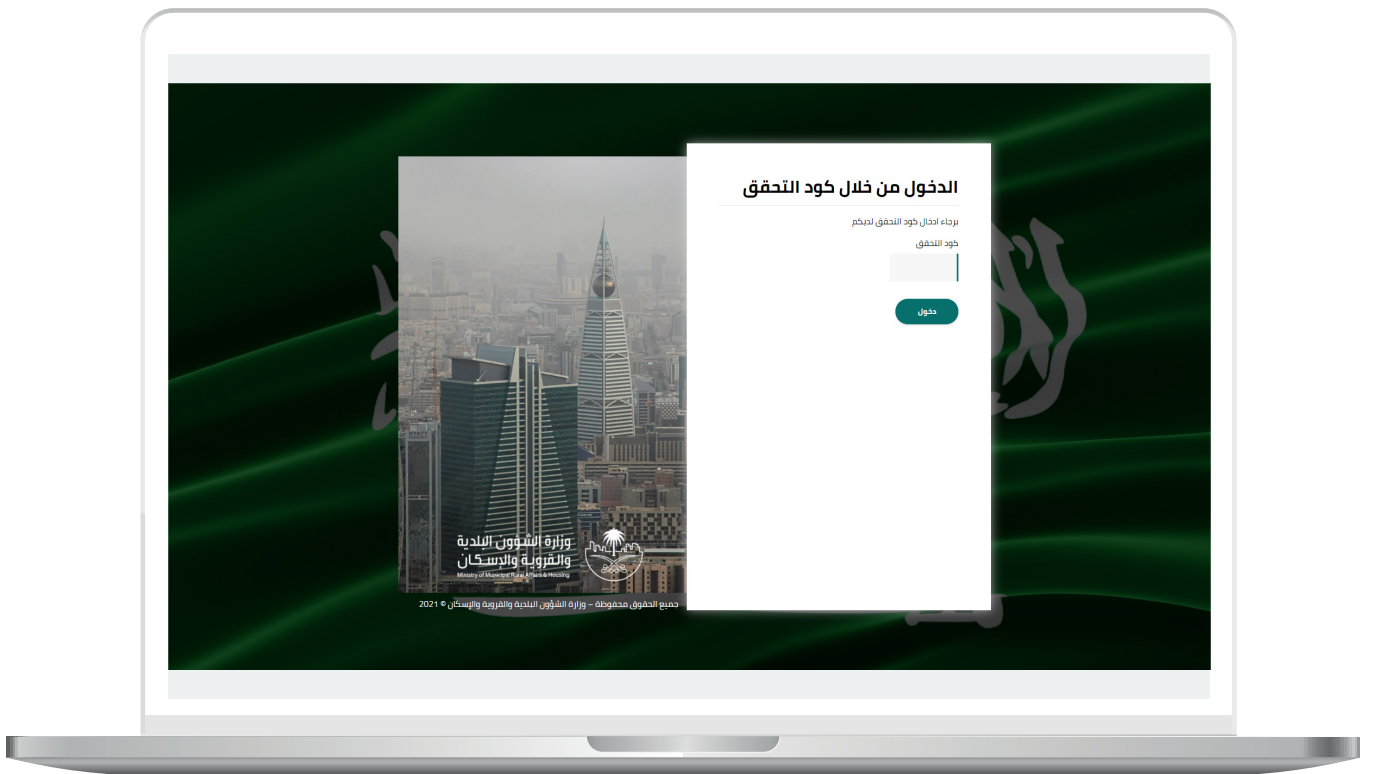 الدخول من خلال كود التحقق
برجاء ادخال كود التحقق لديكم
كود التحقق
دخول
وزارة الشؤون البلدية
والقروية والإسكان
Ministry of Municipal Rural Affairs & Housing
جميع الحقوق محفوظة – وزارة الشؤون البلدية والقروية والإسكان © 2021